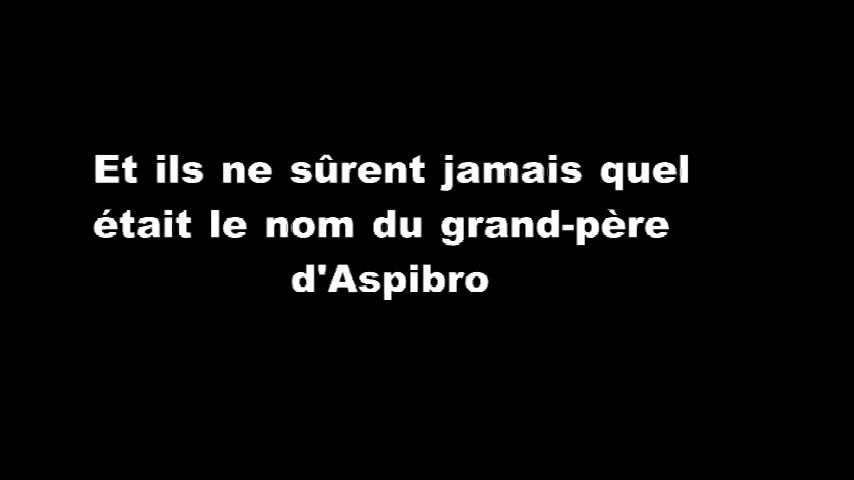 Et ils ne sûrent jamais quel
était le nom du grand-père
d'Aspibro